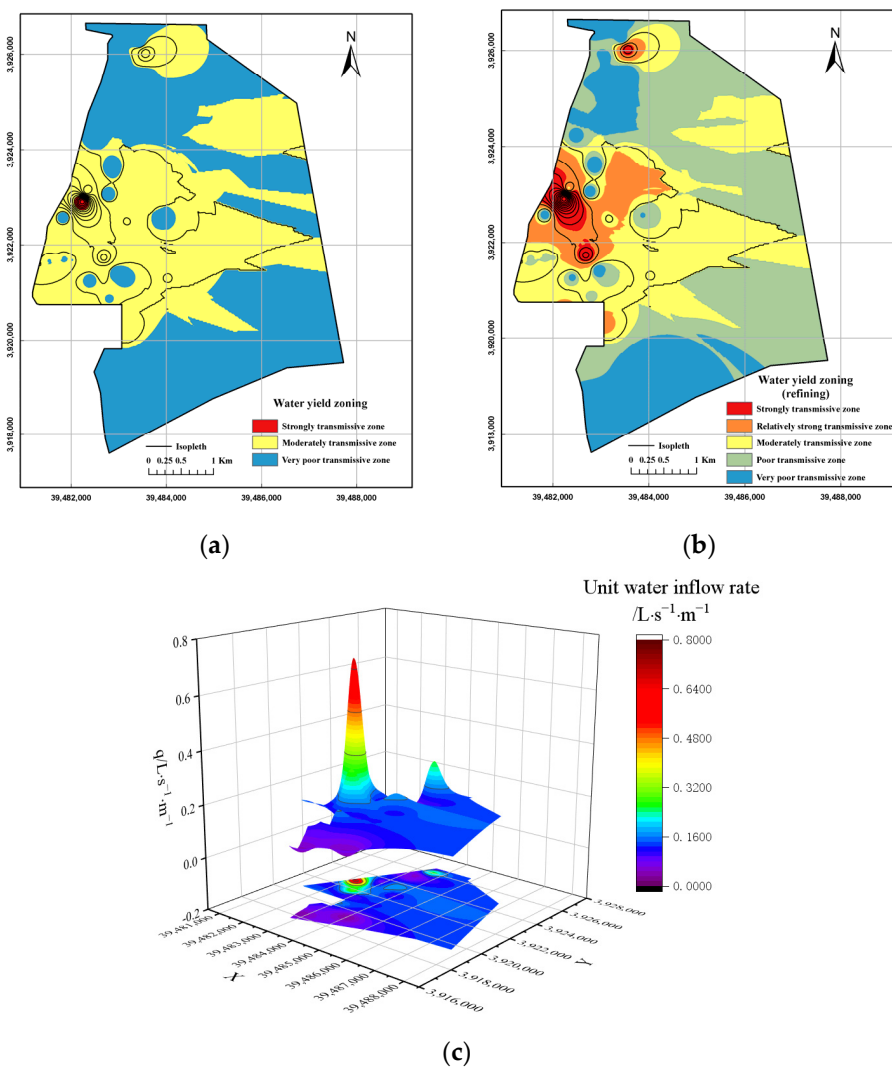 N
3,926,000
3,924,000
3,922,000
3,920,000
3,918,000
Water yield zoning
Strongly transmissive zone
Moderately transmissive zone
Very poor transmissive zone
Isopleth
0 0.25 0.5 1 Km
39,482,000 39,484,000 39,486,000 39,488,000
(a)
N
3,926,000
3,924,000
3,922,000
3,920,000
3,918,000
Water yield zoning
(refining)
Strongly transmissive zone
Relatively strong transmissive zone
Moderately transmissive zone
Poor transmissive zone
Very poor transmissive zone
Isopleth
0 0.25 0.5 1 Km
39,482,000 39,484,000 39,486,000 39,488,000
(b)
Unit water inflow rate
/L·s⁻¹·m⁻¹
0.8000
0.6400
0.4800
0.3200
0.1600
0.0000
0.8
0.6
0.4
0.2
0.0
-0.2
q/L·s⁻¹·m⁻¹
39,481,000
39,482,000
39,483,000
39,484,000
39,485,000
39,486,000
39,487,000
39,488,000
X
3,916,000
3,918,000
3,920,000
3,922,000
3,924,000
3,926,000
3,928,000
Y
(c)